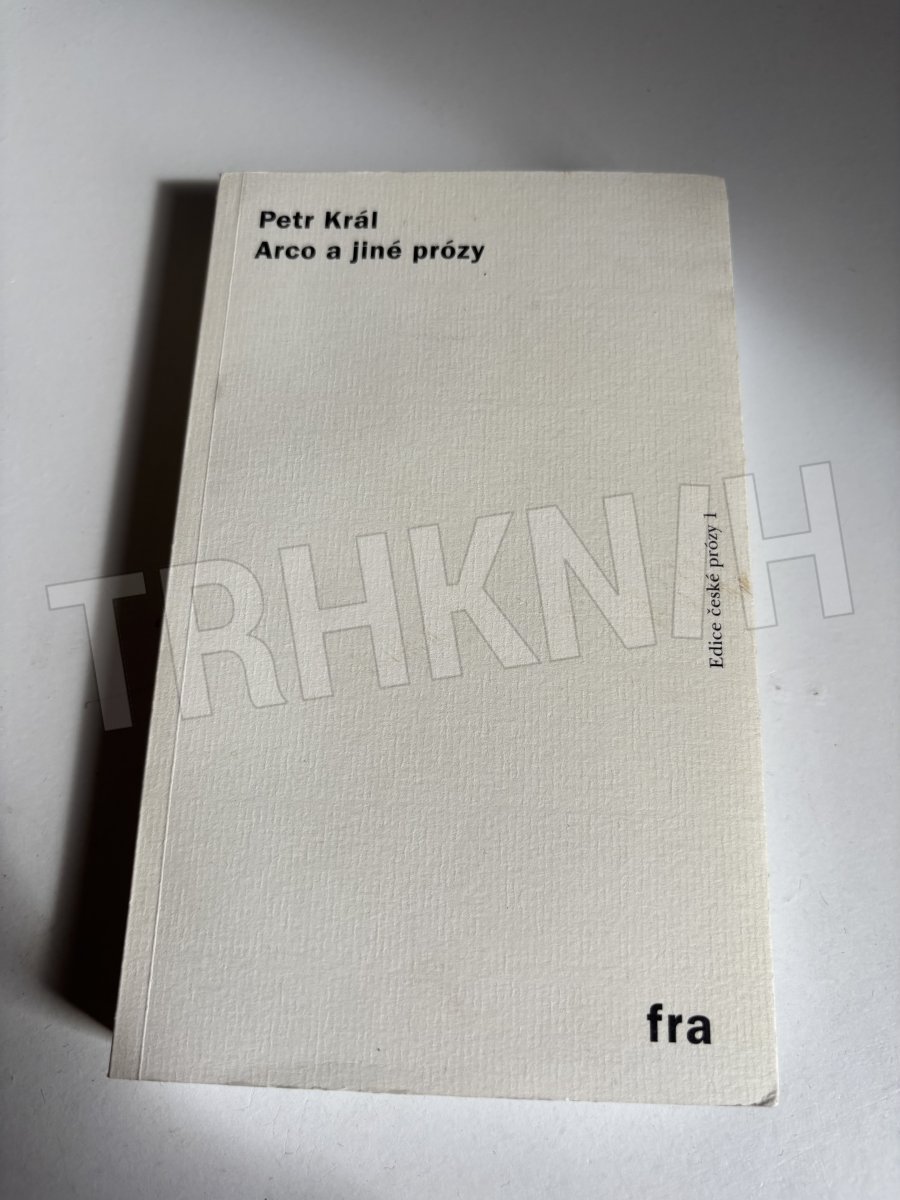 Petr Král
Arco a jiné prózy
TRHKNIH
Edice české prózy 1
fra